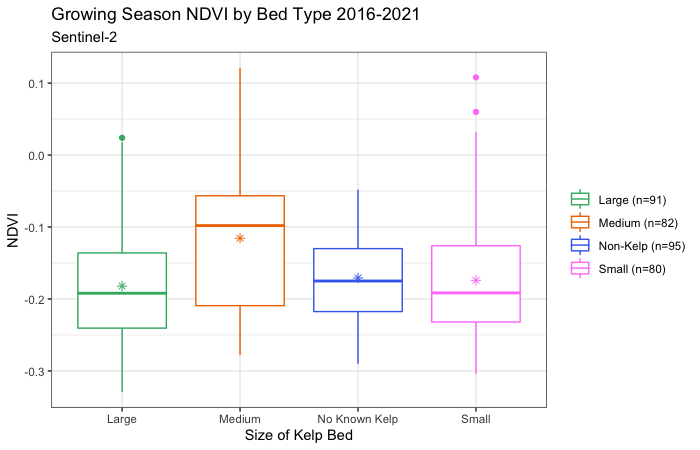 Growing Season NDVI by Bed Type 2016-2021
Sentinel-2
NDVI
0.1
0.0
-0.1
-0.2
-0.3
Large
Medium
No Known Kelp
Small
Size of Kelp Bed
Large (n=91)
Medium (n=82)
Non-Kelp (n=95)
Small (n=80)